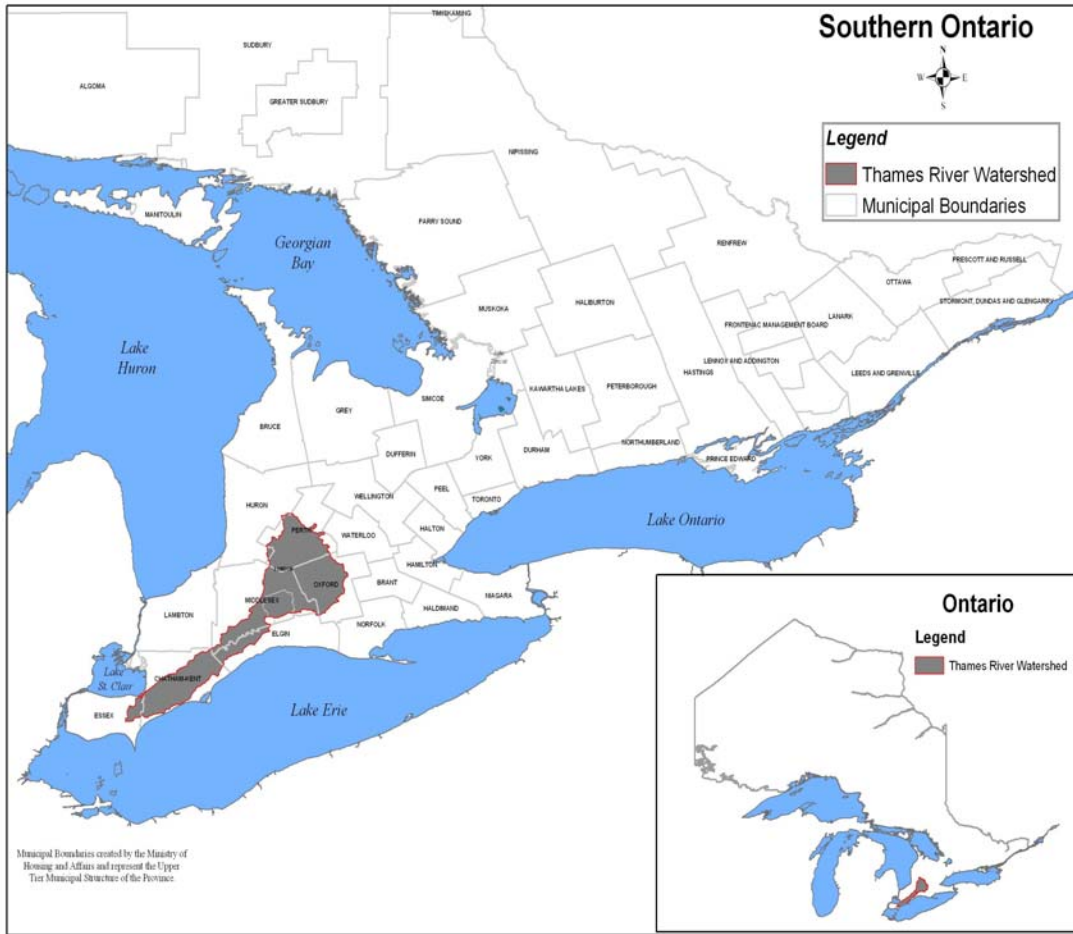 Southern Ontario
N
W
E
S
Legend
Thames River Watershed
Municipal Boundaries
TIMISKAMING
SUDBURY
ALGOMA
GREATER SUDBURY
NIPISSING
MANITOULIN
PARRY SOUND
Georgian
Bay
RENFREW
PRESCOTT AND RUSSELL
OTTAWA
STORMONT, DUNDAS AND GLENGARRY
MUSKOKA
HALIBURTON
LANARK
FRONTENAC MANAGEMENT BOARD
Lake
Huron
LENNOX AND ADDINGTON
HASTINGS
LEEDS AND GRENVILLE
KAWARTHA LAKES
PETERBOROUGH
SIMCOE
GREY
BRUCE
NORTHUMBERLAND
DURHAM
DUFFERIN
YORK
PRINCE EDWARD
PEEL
WELLINGTON
TORONTO
HURON
Lake Ontario
HALTON
WATERLOO
HAMILTON
OXFORD
BRANT
MIDDLESEX
NIAGARA
HALDIMAND
LAMBTON
NORFOLK
ELGIN
Lake
St. Clair
CHATHAM-KENT
Lake Erie
ESSEX
Municipal Boundaries created by the Ministry of
Housing and Affairs and represent the Upper
Tier Municipal Strurcture of the Province.
Ontario
Legend
Thames River Watershed